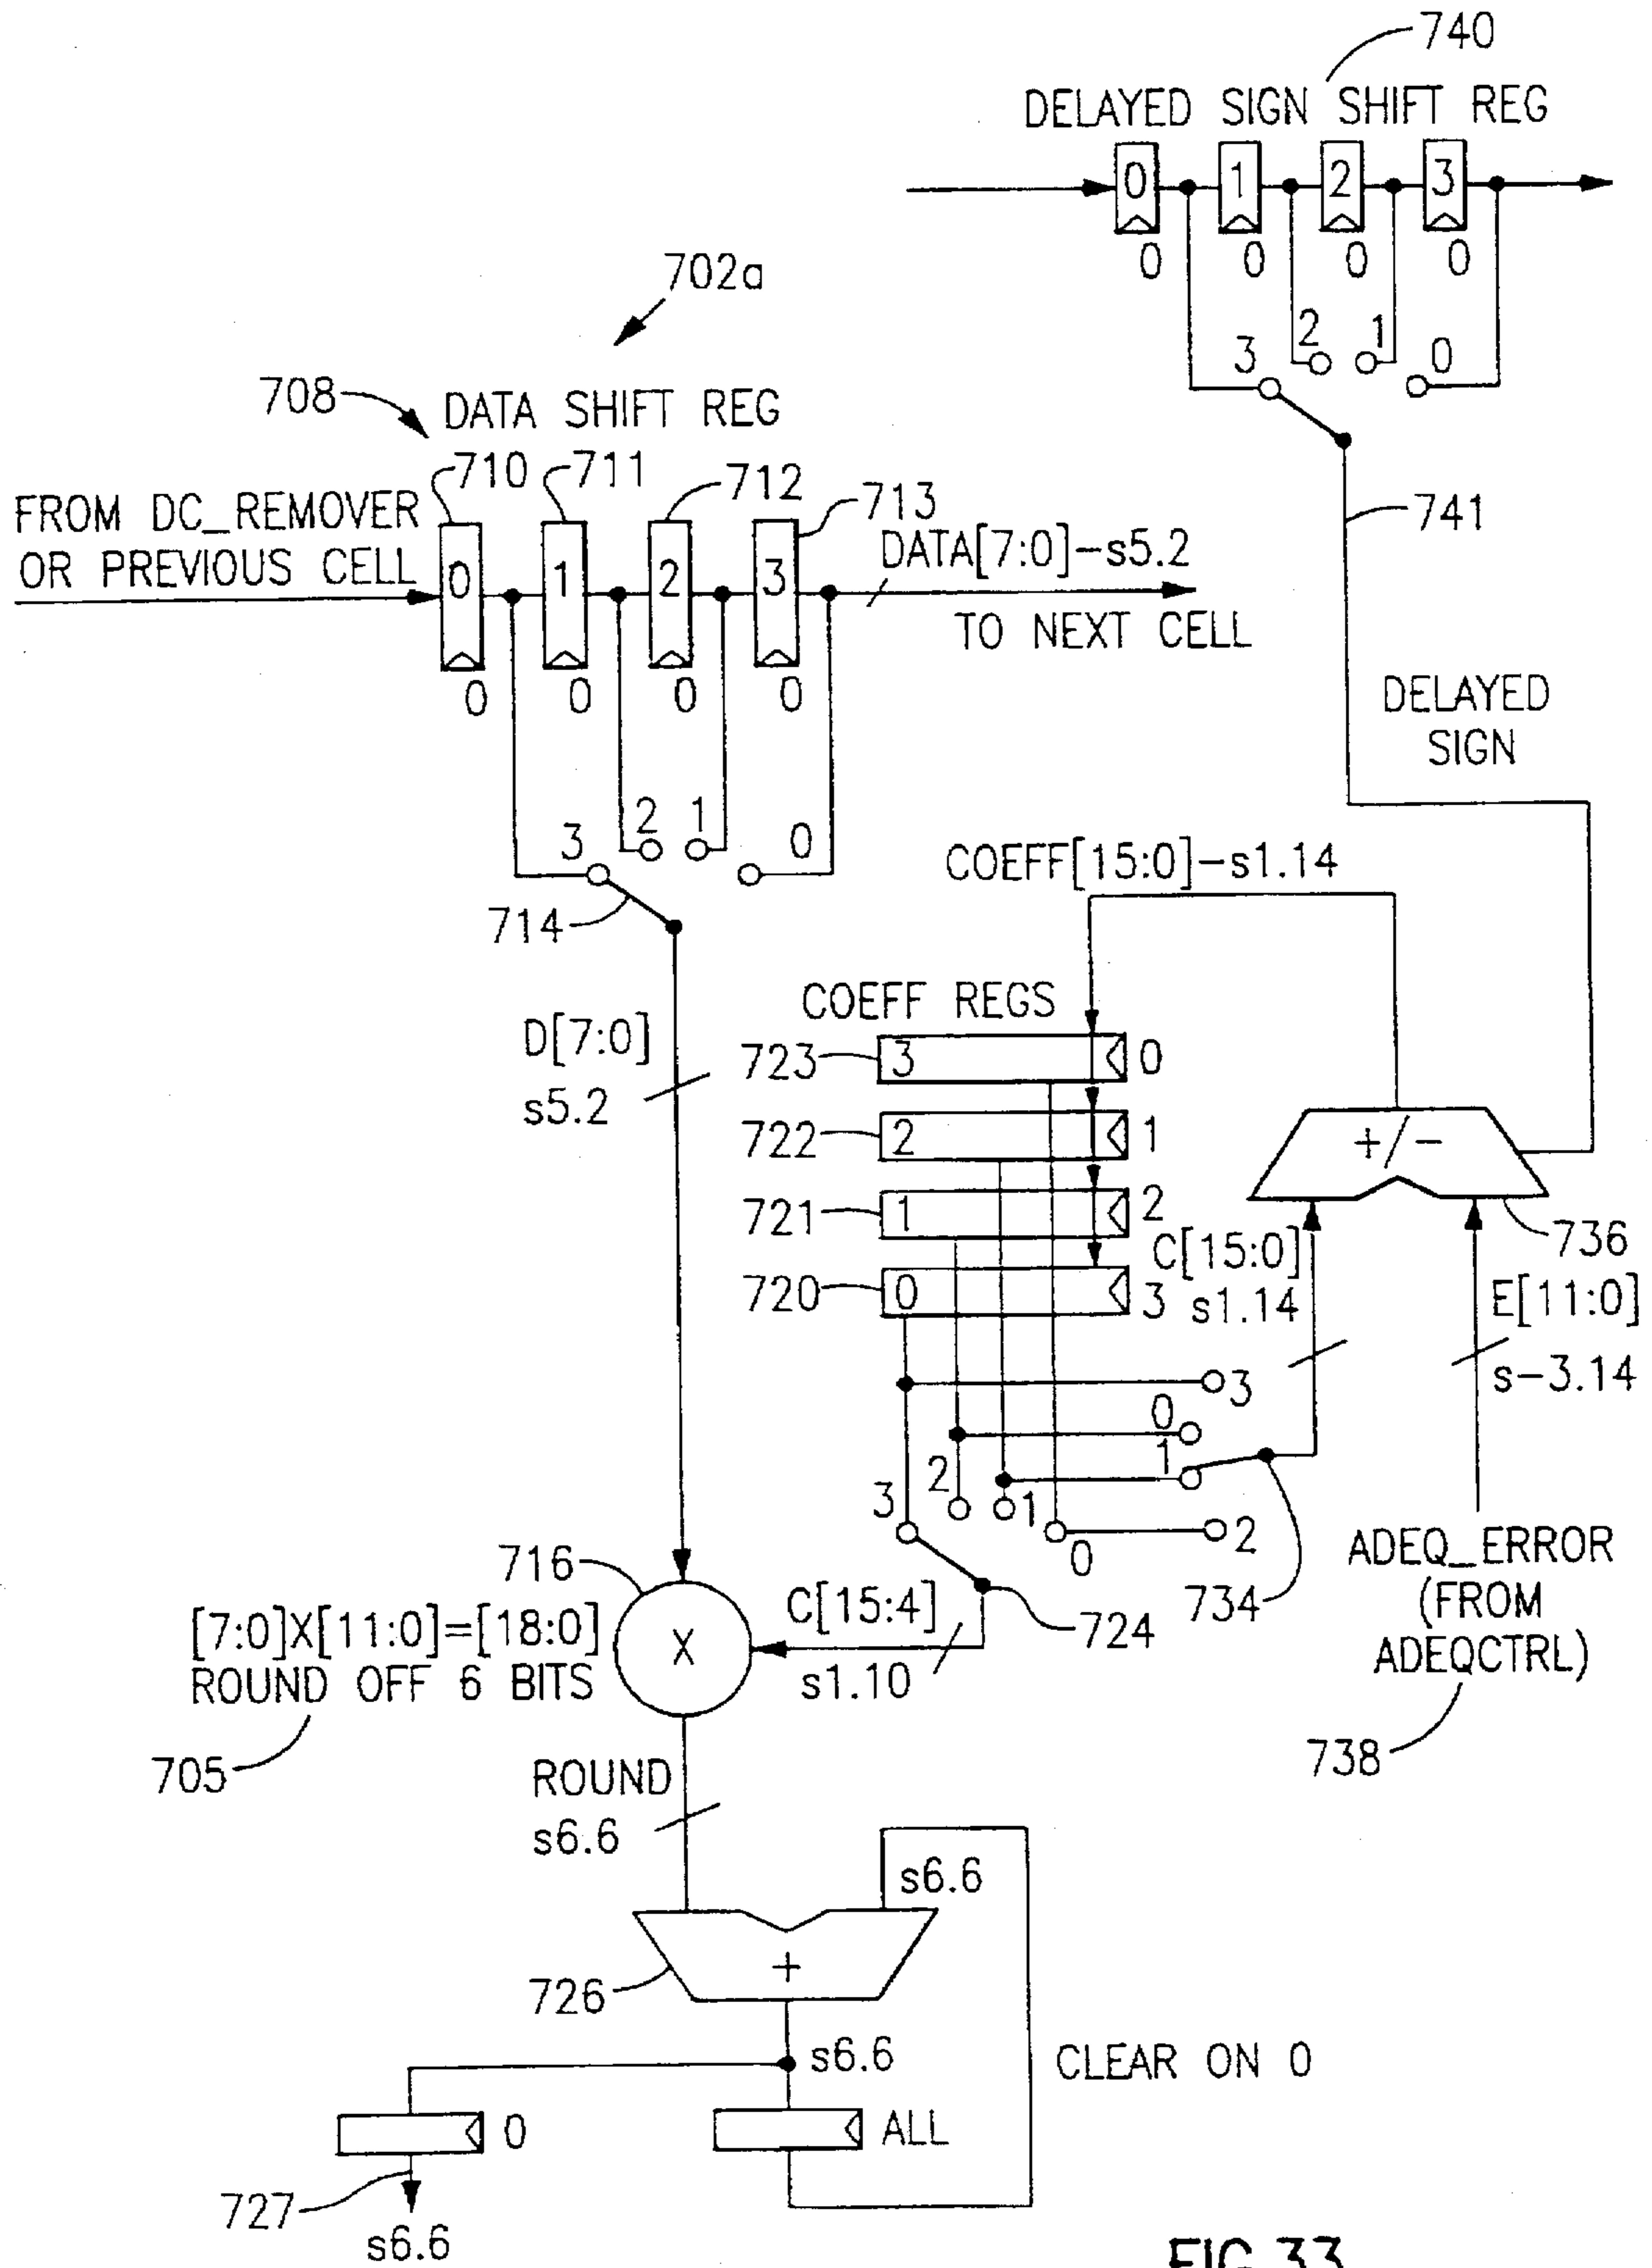 740
DELAYED SIGN SHIFT REG
0 1 2 3
0 0 0 0
702a
3 2 1 0
708
DATA SHIFT REG
710 711 712 713
741
FROM DC_REMOVER
OR PREVIOUS CELL
0 1 2 3
DATA[7:0]-s5.2
TO NEXT CELL
0 0 0 0
DELAYED
SIGN
3 2 1 0
714
COEFF[15:0]-s1.14
COEFF REGS
D[7:0]
s5.2
723 3 0
722 2 1
721 1 2
720 0 3
+/-
736
C[15:0]
s1.14
E[11:0]
s-3.14
3
0
1
2
3 2 1 0
734
724
ADEQ_ERROR
(FROM
ADEQCTRL)
738
716
X
[7:0]X[11:0]=[18:0]
ROUND OFF 6 BITS
705
C[15:4]
s1.10
ROUND
s6.6
s6.6
+
726
s6.6
CLEAR ON 0
0
ALL
727
s6.6
FIG.33